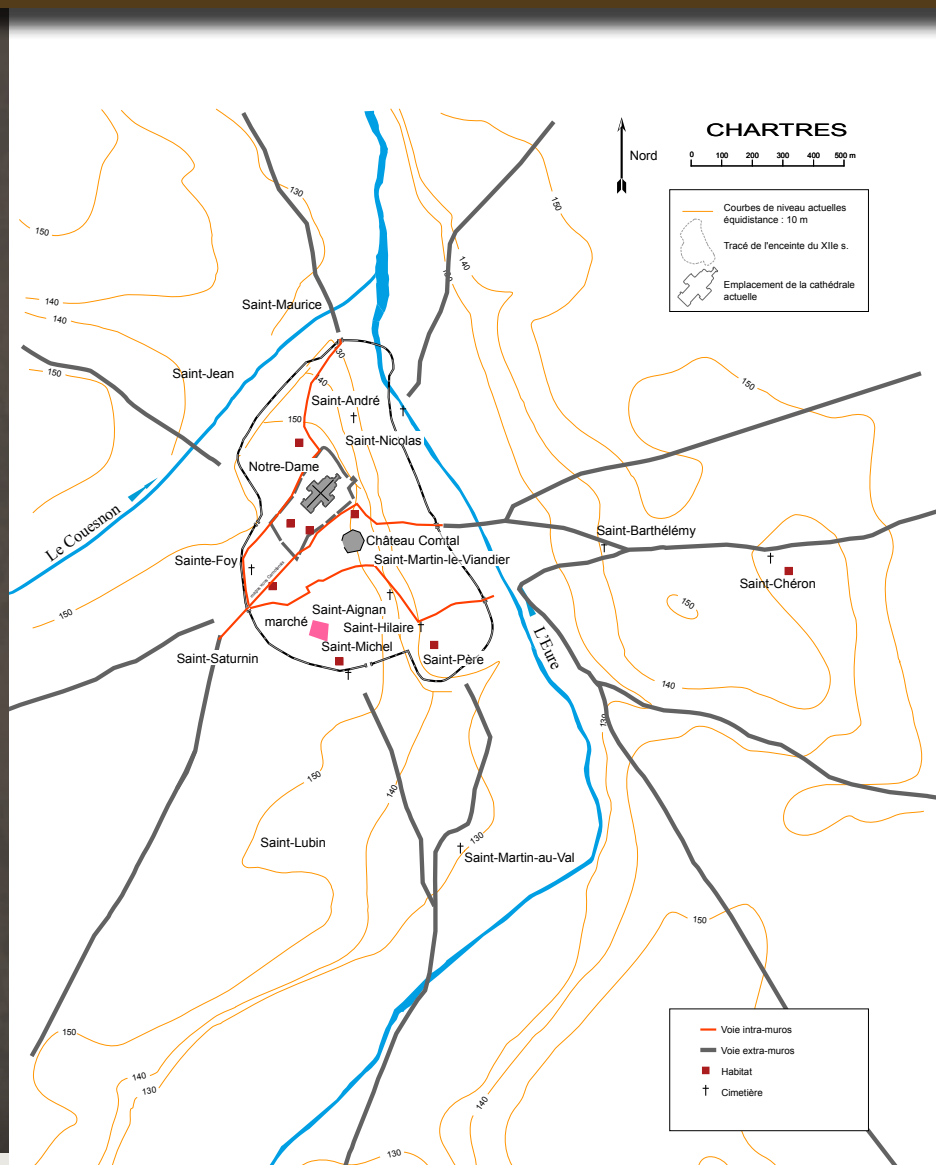 CHARTRES
Nord
0 100 200 300 400 500 m
Courbes de niveau actuelles
équidistance : 10 m
Tracé de l'enceinte du XIIe s.
Emplacement de la cathédrale
actuelle
130
150
150
140
140
140
150
Saint-Maurice
Saint-Jean
150
150
Saint-André
Saint-Nicolas
150
Notre-Dame
Le Couesnon
Château Comtal
Saint-Barthélémy
Sainte-Foy
Saint-Martin-le-Viandier
Saint-Chéron
150
150
Saint-Aignan
marché
Saint-Hilaire
Saint-Michel
Saint-Père
Saint-Saturnin
L'Eure
140
130
150
140
130
Saint-Lubin
Saint-Martin-au-Val
150
150
140
130
140
130
Voie intra-muros
Voie extra-muros
Habitat
Cimetière